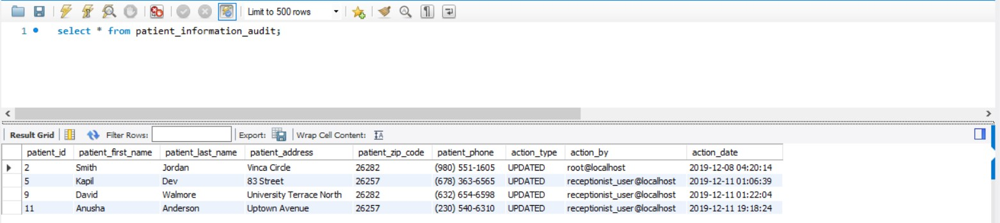 Limit to 500 rows
1 select * from patient_information_audit;
Result Grid Filter Rows: Export: Wrap Cell Content: IA
patient_id patient_first_name patient_last_name patient_address patient_zip_code patient_phone action_type action_by action_date
2 Smith Jordan Vinca Circle 26282 (980) 551-1605 UPDATED root@localhost 2019-12-08 04:20:14
5 Kapil Dev 83 Street 26257 (678) 363-6565 UPDATED receptionist_user@localhost 2019-12-11 01:06:39
9 David Walmore University Terrace North 26282 (632) 654-6598 UPDATED receptionist_user@localhost 2019-12-11 01:22:04
11 Anusha Anderson Uptown Avenue 26257 (230) 540-6310 UPDATED receptionist_user@localhost 2019-12-11 19:18:24